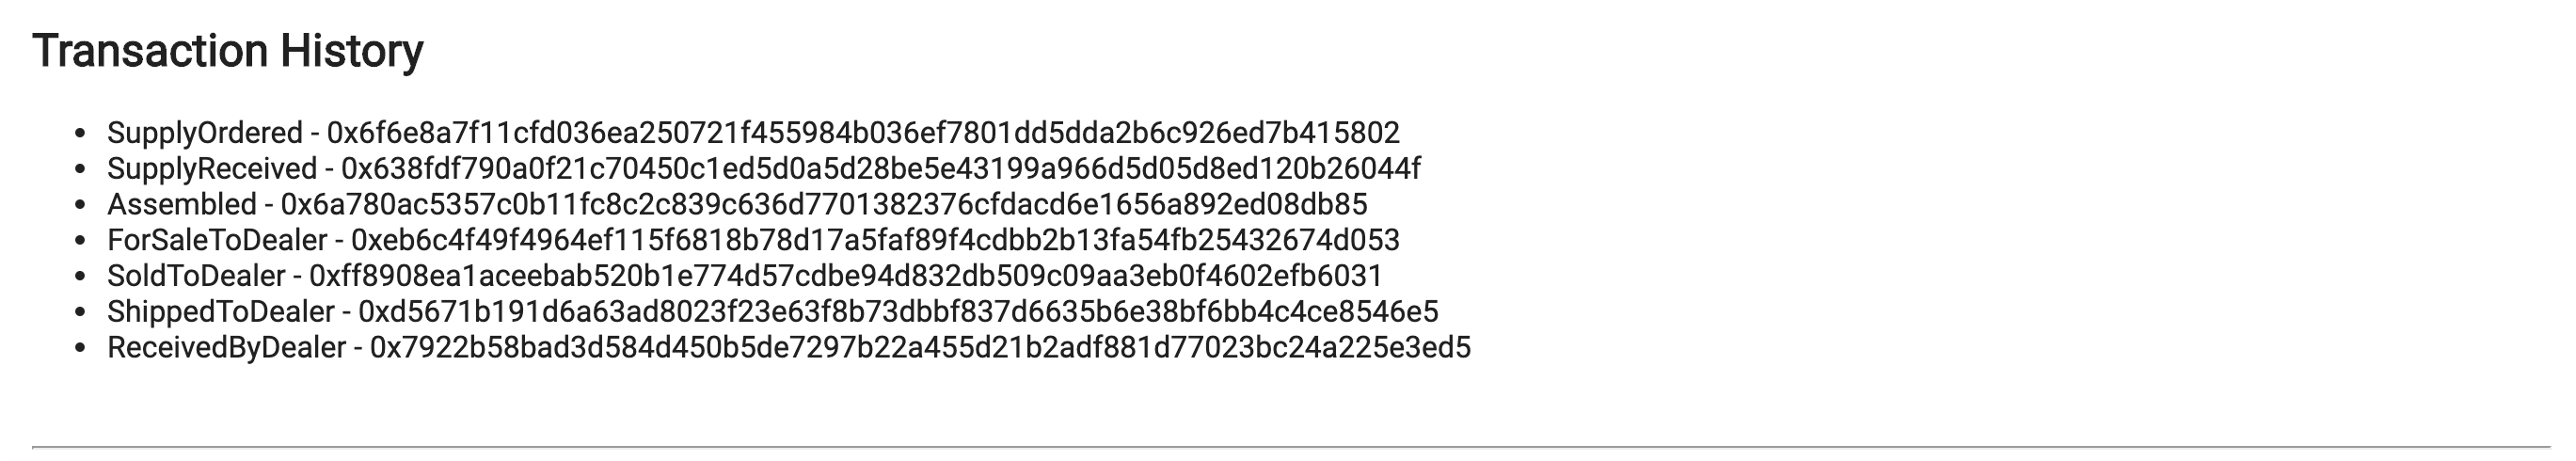 Transaction History
• SupplyOrdered - 0x6f6e8a7f11cfd036ea250721f455984b036ef7801dd5dda2b6c926ed7b415802
• SupplyReceived - 0x638fdf790a0f21c70450c1ed5d0a5d28be5e43199a966d5d05d8ed120b26044f
• Assembled - 0x6a780ac5357c0b11fc8c2c839c636d7701382376cfdacd6e1656a892ed08db85
• ForSaleToDealer - 0xeb6c4f49f4964ef115f6818b78d17a5faf89f4cdbb2b13fa54fb25432674d053
• SoldToDealer - 0xff8908ea1aceebab520b1e774d57cdbe94d832db509c09aa3eb0f4602efb6031
• ShippedToDealer - 0xd5671b191d6a63ad8023f23e63f8b73dbbf837d6635b6e38bf6bb4c4ce8546e5
• ReceivedByDealer - 0x7922b58bad3d584d450b5de7297b22a455d21b2adf881d77023bc24a225e3ed5